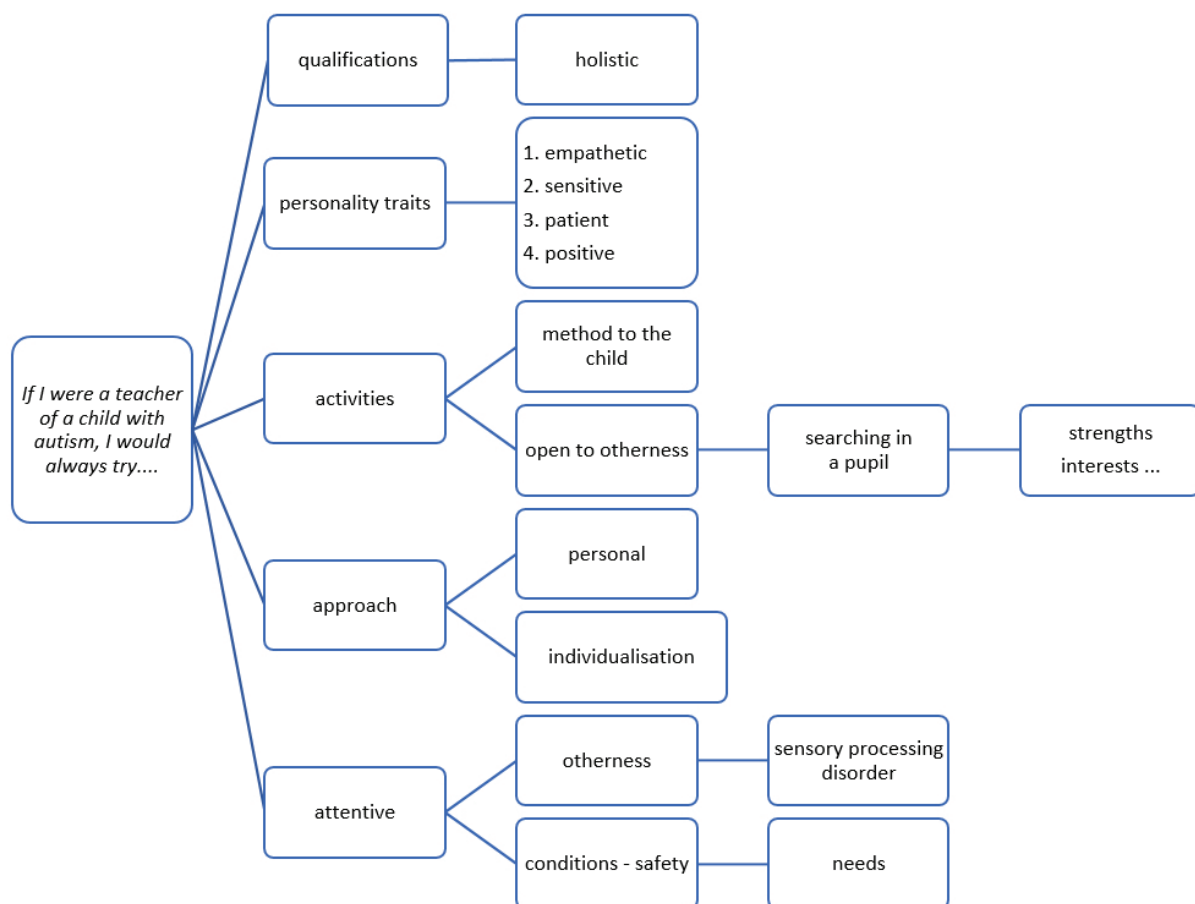 qualifications
holistic
personality traits
1. empathetic
2. sensitive
3. patient
4. positive
If I were a teacher
of a child with
autism, I would
always try....
activities
method to the
child
open to otherness
searching in
a pupil
strengths
interests ...
approach
personal
individualisation
attentive
otherness
sensory processing
disorder
conditions - safety
needs